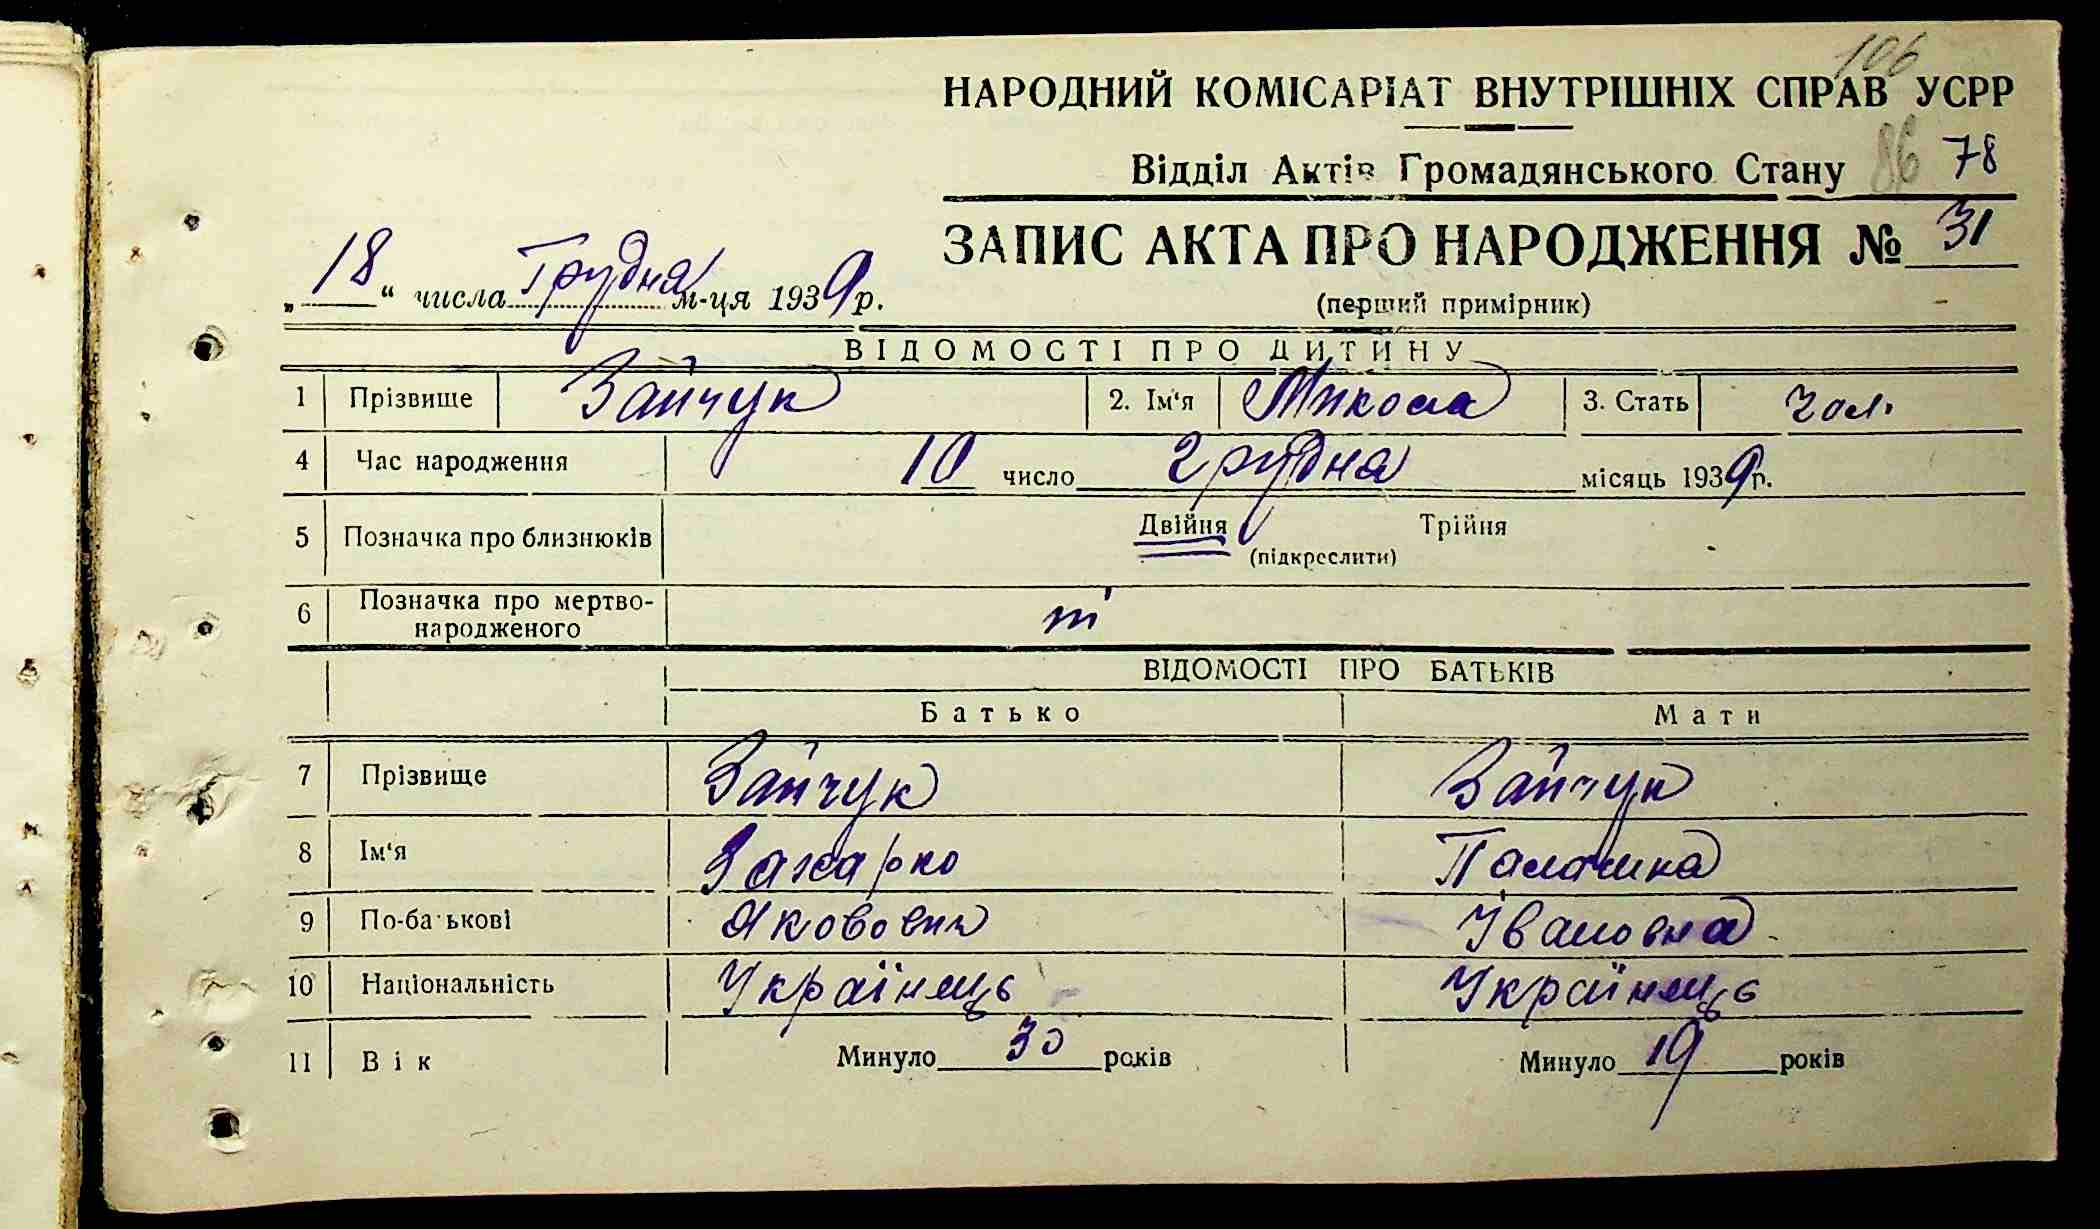 106
НАРОДНИЙ КОМІСАРІАТ ВНУТРІШНІХ СПРАВ УСРР
Відділ Актів Громадянського Стану 86 78
ЗАПИС АКТА ПРО НАРОДЖЕННЯ № 31
„18“ числа Грудня м-ця 1939 р.
(перший примірник)
ВІДОМОСТІ ПРО ДИТИНУ
1 Прізвище Зайчук 2. Ім'я Микола 3. Стать чол.
4 Час народження 10 число грудня місяць 1939 р.
5 Позначка про близнюків Двійня Трійня
(підкреслити)
6 Позначка про мертво-
народженого
ВІДОМОСТІ ПРО БАТЬКІВ
Батько Мати
7 Прізвище Зайчук Зайчук
8 Ім'я Захарко Палашка
9 По-батькові Яковович Івановна
10 Національність Українець Українець
11 Вік Минуло 30 років Минуло 19 років